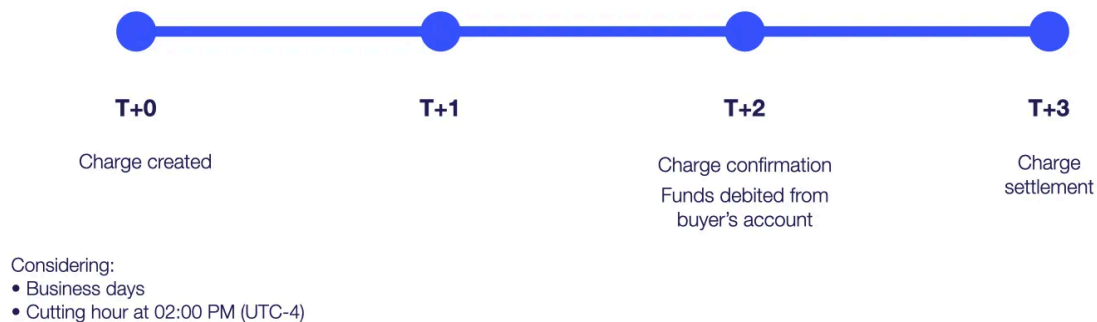 T+0
Charge created
T+1
T+2
Charge confirmation
Funds debited from
buyer's account
T+3
Charge
settlement
Considering:
• Business days
• Cutting hour at 02:00 PM (UTC-4)